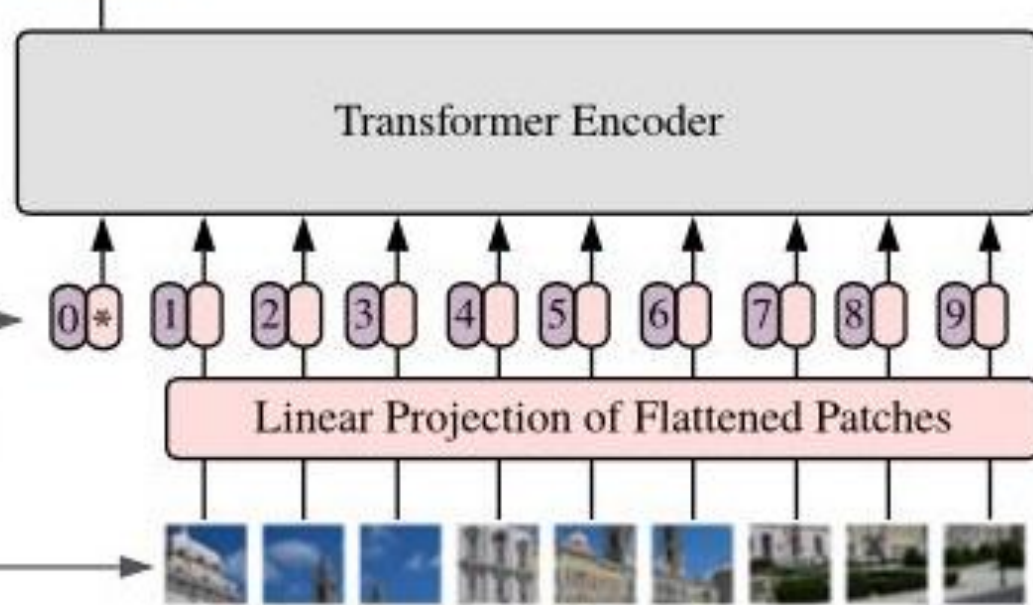 Transformer Encoder
0 * 1 2 3 4 5 6 7 8 9
Linear Projection of Flattened Patches